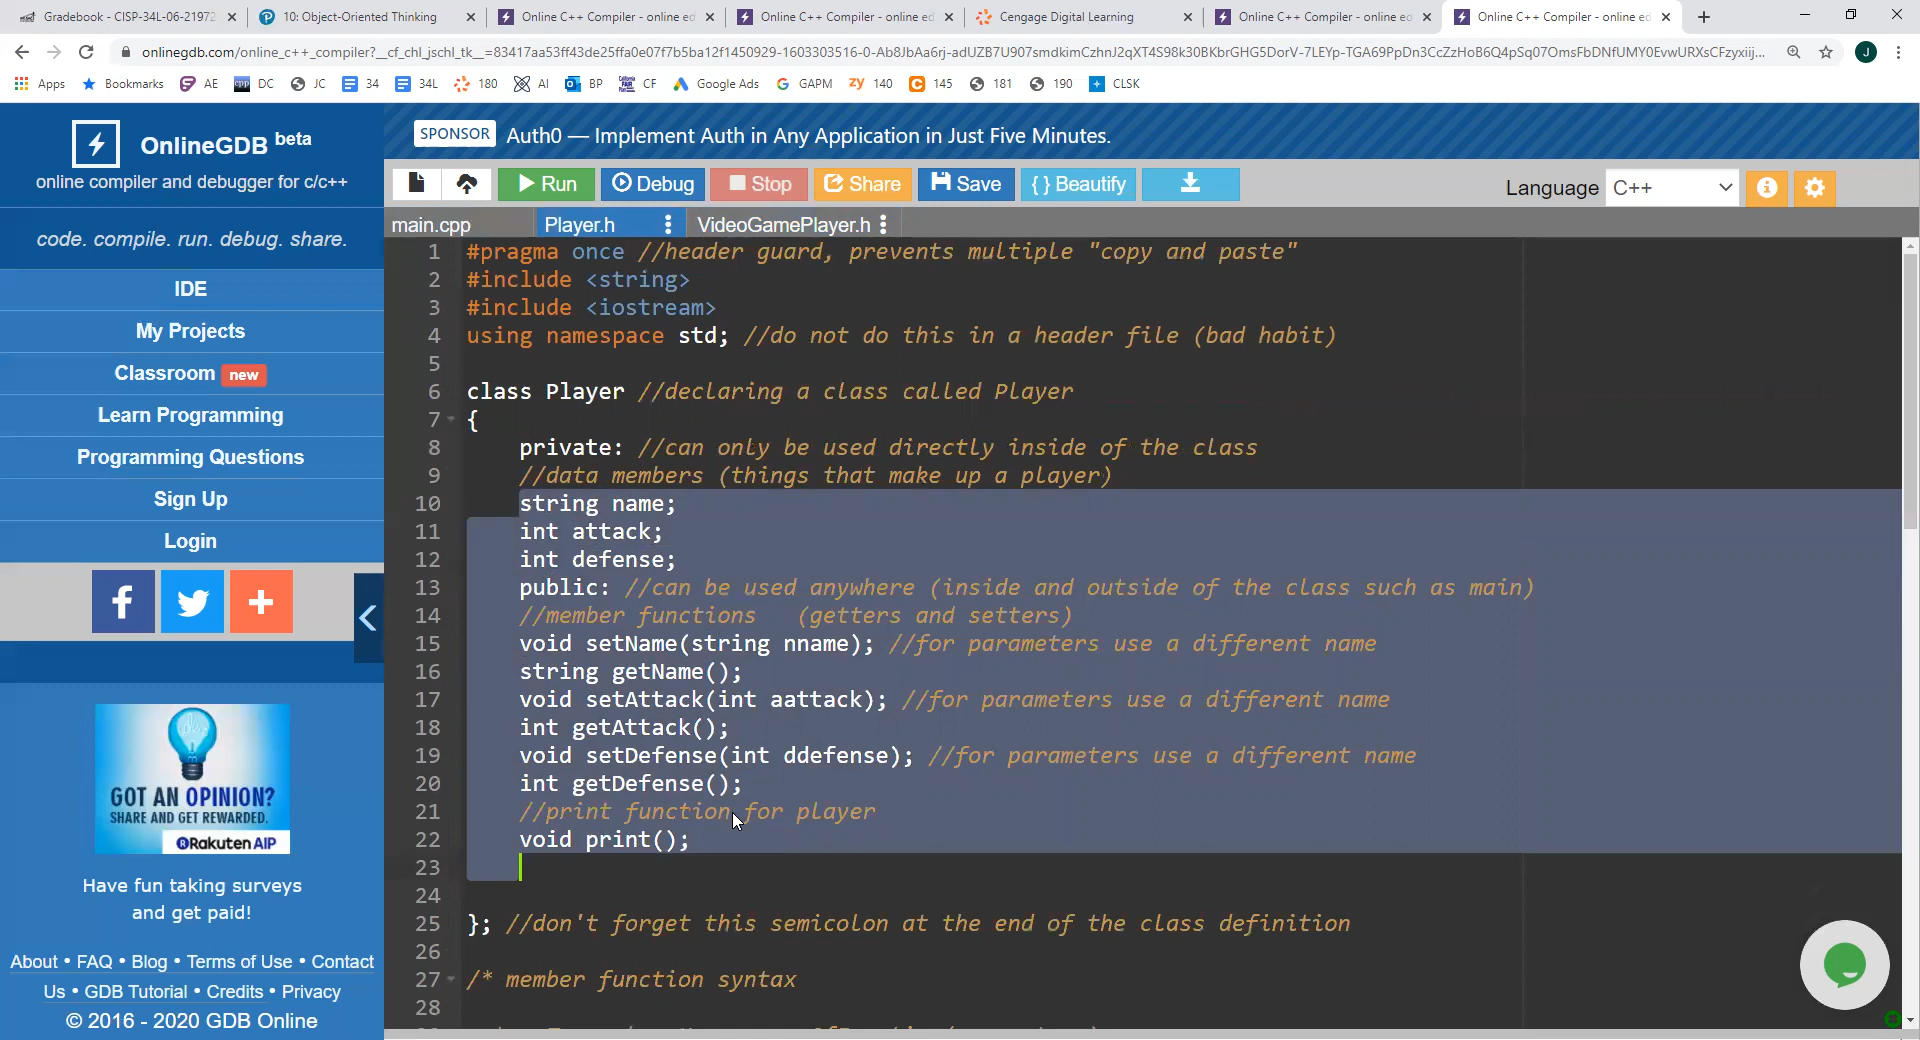 Gradebook - CISP-34L-06-21972
10: Object-Oriented Thinking
Online C++ Compiler - online ed
Online C++ Compiler - online ed
Cengage Digital Learning
Online C++ Compiler - online ed
Online C++ Compiler - online ed
onlinegdb.com/online_c++_compiler?__cf_chl_jschl_tk__=83417aa53ff43de25ffa0e07f7b5ba12f1450929-1603303516-0-Ab8JbAa6rj-adUZB7U907smdkimCzhnJ2qXT4S98k30BKbrGHG5DorV-7LEYp-TGA69PpDn3CcZzHoB6Q4pSq07OmsFbDNfUMY0EvwURXsCFzyxiij...
J
Apps Bookmarks AE DC JC 34 34L 180 AI BP CF Google Ads GAPM 140 145 181 190 CLSK
OnlineGDB beta
online compiler and debugger for c/c++
code. compile. run. debug. share.
IDE
My Projects
Classroom new
Learn Programming
Programming Questions
Sign Up
Login
GOT AN OPINION?
SHARE AND GET REWARDED.
Rakuten AIP
Have fun taking surveys
and get paid!
About • FAQ • Blog • Terms of Use • Contact
Us • GDB Tutorial • Credits • Privacy
© 2016 - 2020 GDB Online
SPONSOR Auth0 — Implement Auth in Any Application in Just Five Minutes.
Run Debug Stop Share Save { } Beautify
Language C++
main.cpp Player.h VideoGamePlayer.h
1 #pragma once //header guard, prevents multiple "copy and paste"
2 #include <string>
3 #include <iostream>
4 using namespace std; //do not do this in a header file (bad habit)
5
6 class Player //declaring a class called Player
7 {
8 private: //can only be used directly inside of the class
9 //data members (things that make up a player)
10 string name;
11 int attack;
12 int defense;
13 public: //can be used anywhere (inside and outside of the class such as main)
14 //member functions (getters and setters)
15 void setName(string nname); //for parameters use a different name
16 string getName();
17 void setAttack(int aattack); //for parameters use a different name
18 int getAttack();
19 void setDefense(int ddefense); //for parameters use a different name
20 int getDefense();
21 //print function for player
22 void print();
23
24
25 }; //don't forget this semicolon at the end of the class definition
26
27 /* member function syntax
28